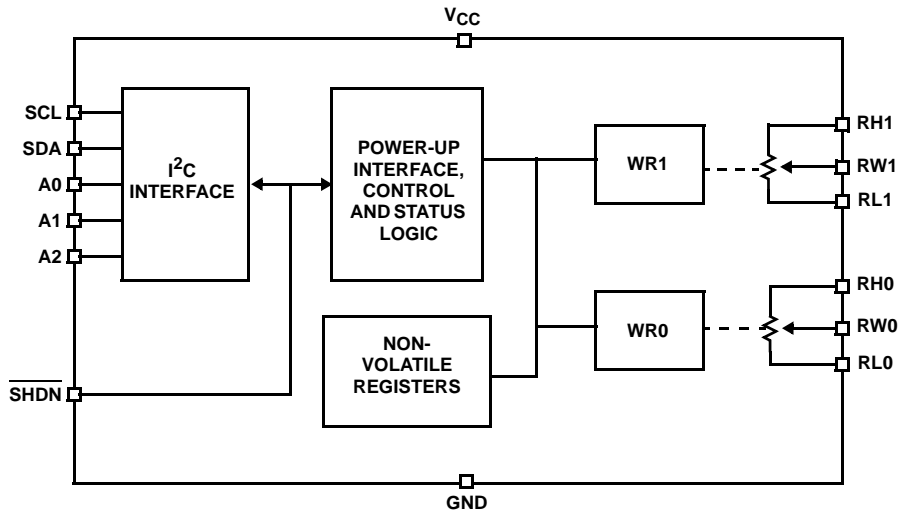 VCC
SCL
SDA
A0
A1
A2
I2C
INTERFACE
POWER-UP
INTERFACE,
CONTROL
AND STATUS
LOGIC
WR1
RH1
RW1
RL1
NON-
VOLATILE
REGISTERS
WR0
RH0
RW0
RL0
SHDN
GND